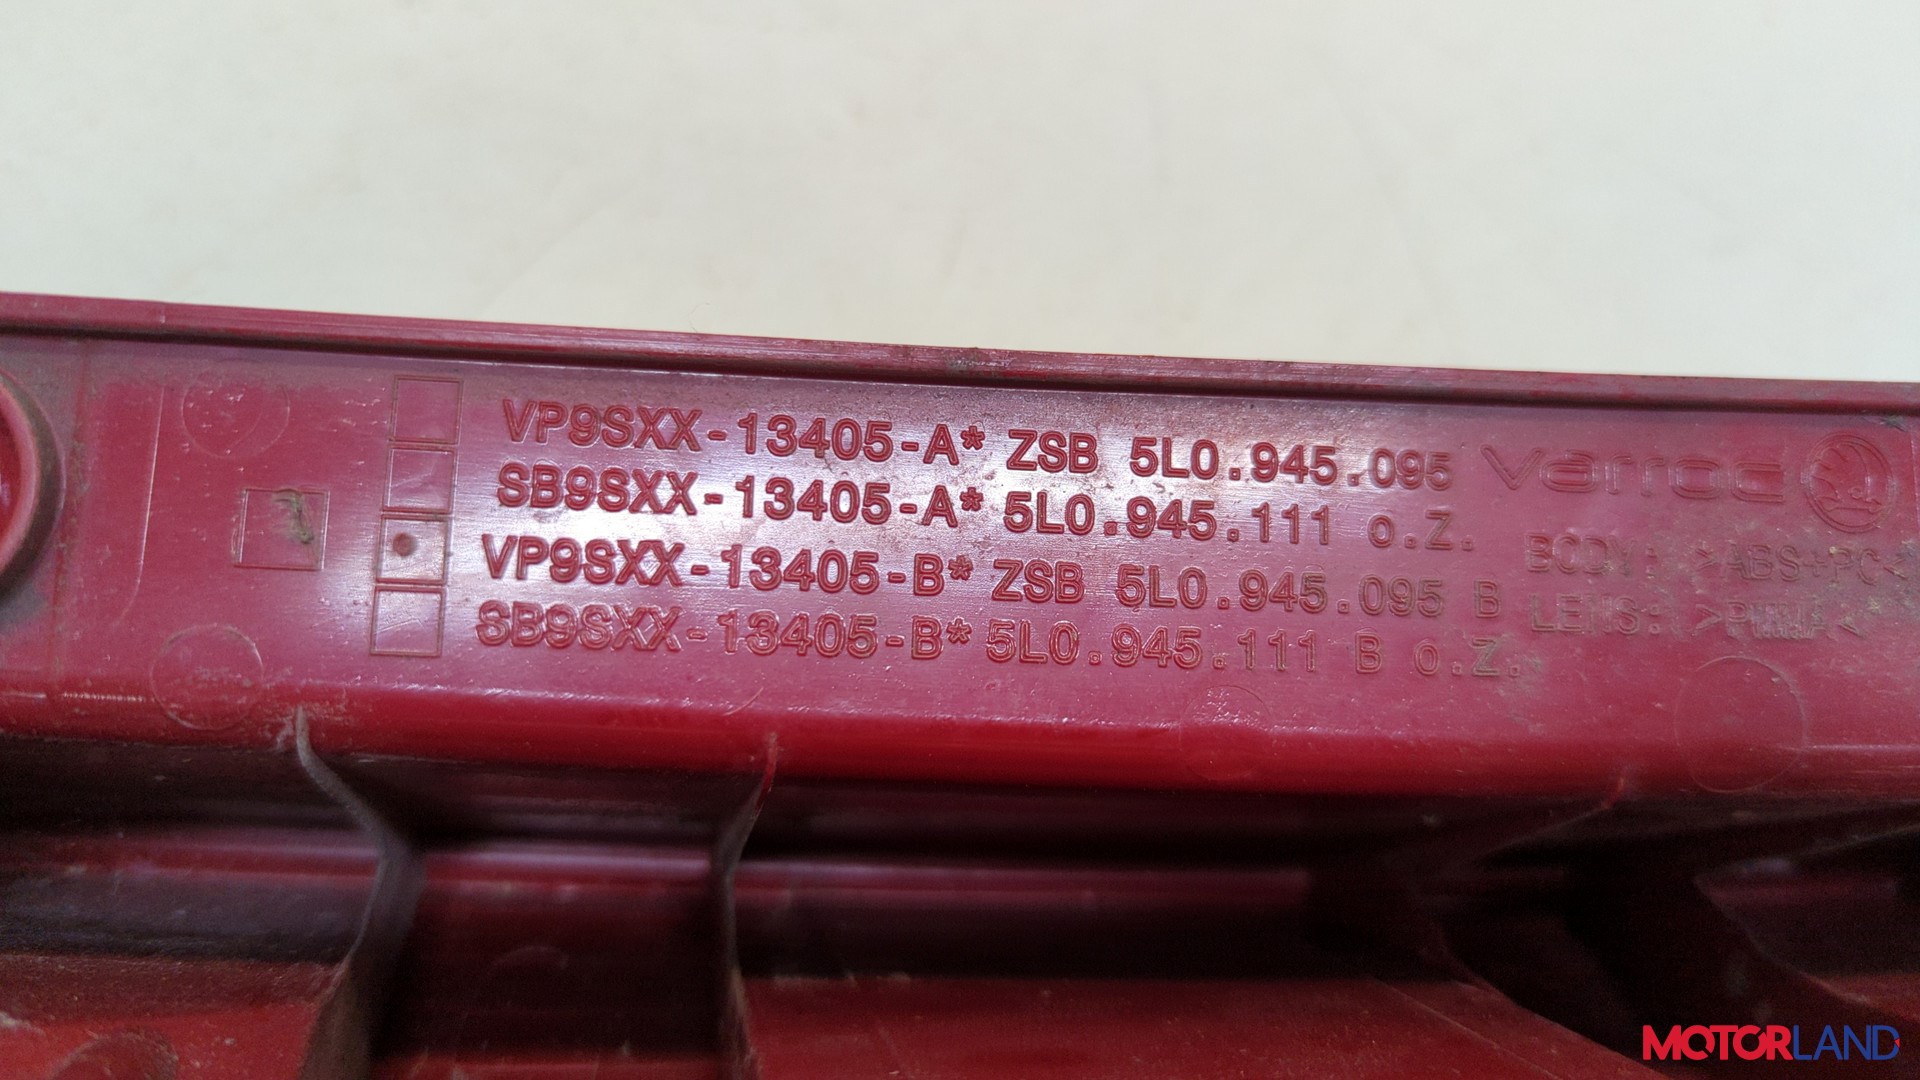 VP9SXX-13405-A* ZSB 5L0.945.095
SB9SXX-13405-A* 5L0.945.111 o.Z.
VP9SXX-13405-B* ZSB 5L0.945.095 B
SB9SXX-13405-B* 5L0.945.111 B o.Z.
varroc
BODY: >ABS+PC<
LENS: >PMMA<
MOTORLAND